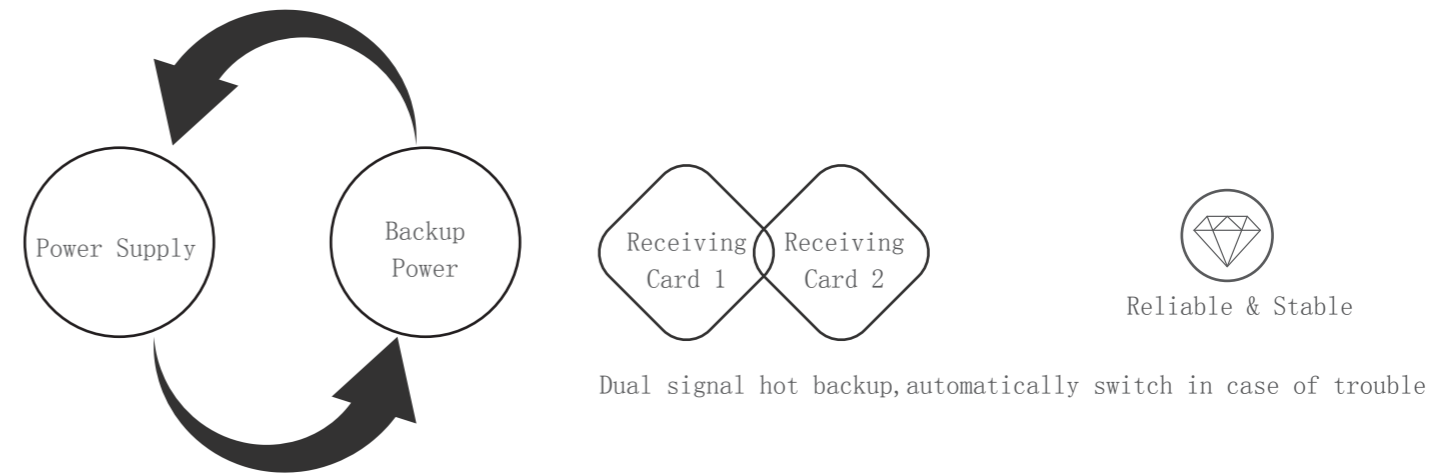 Power Supply
Backup
Power
Receiving
Card 1
Receiving
Card 2
Reliable & Stable
Dual signal hot backup,automatically switch in case of trouble